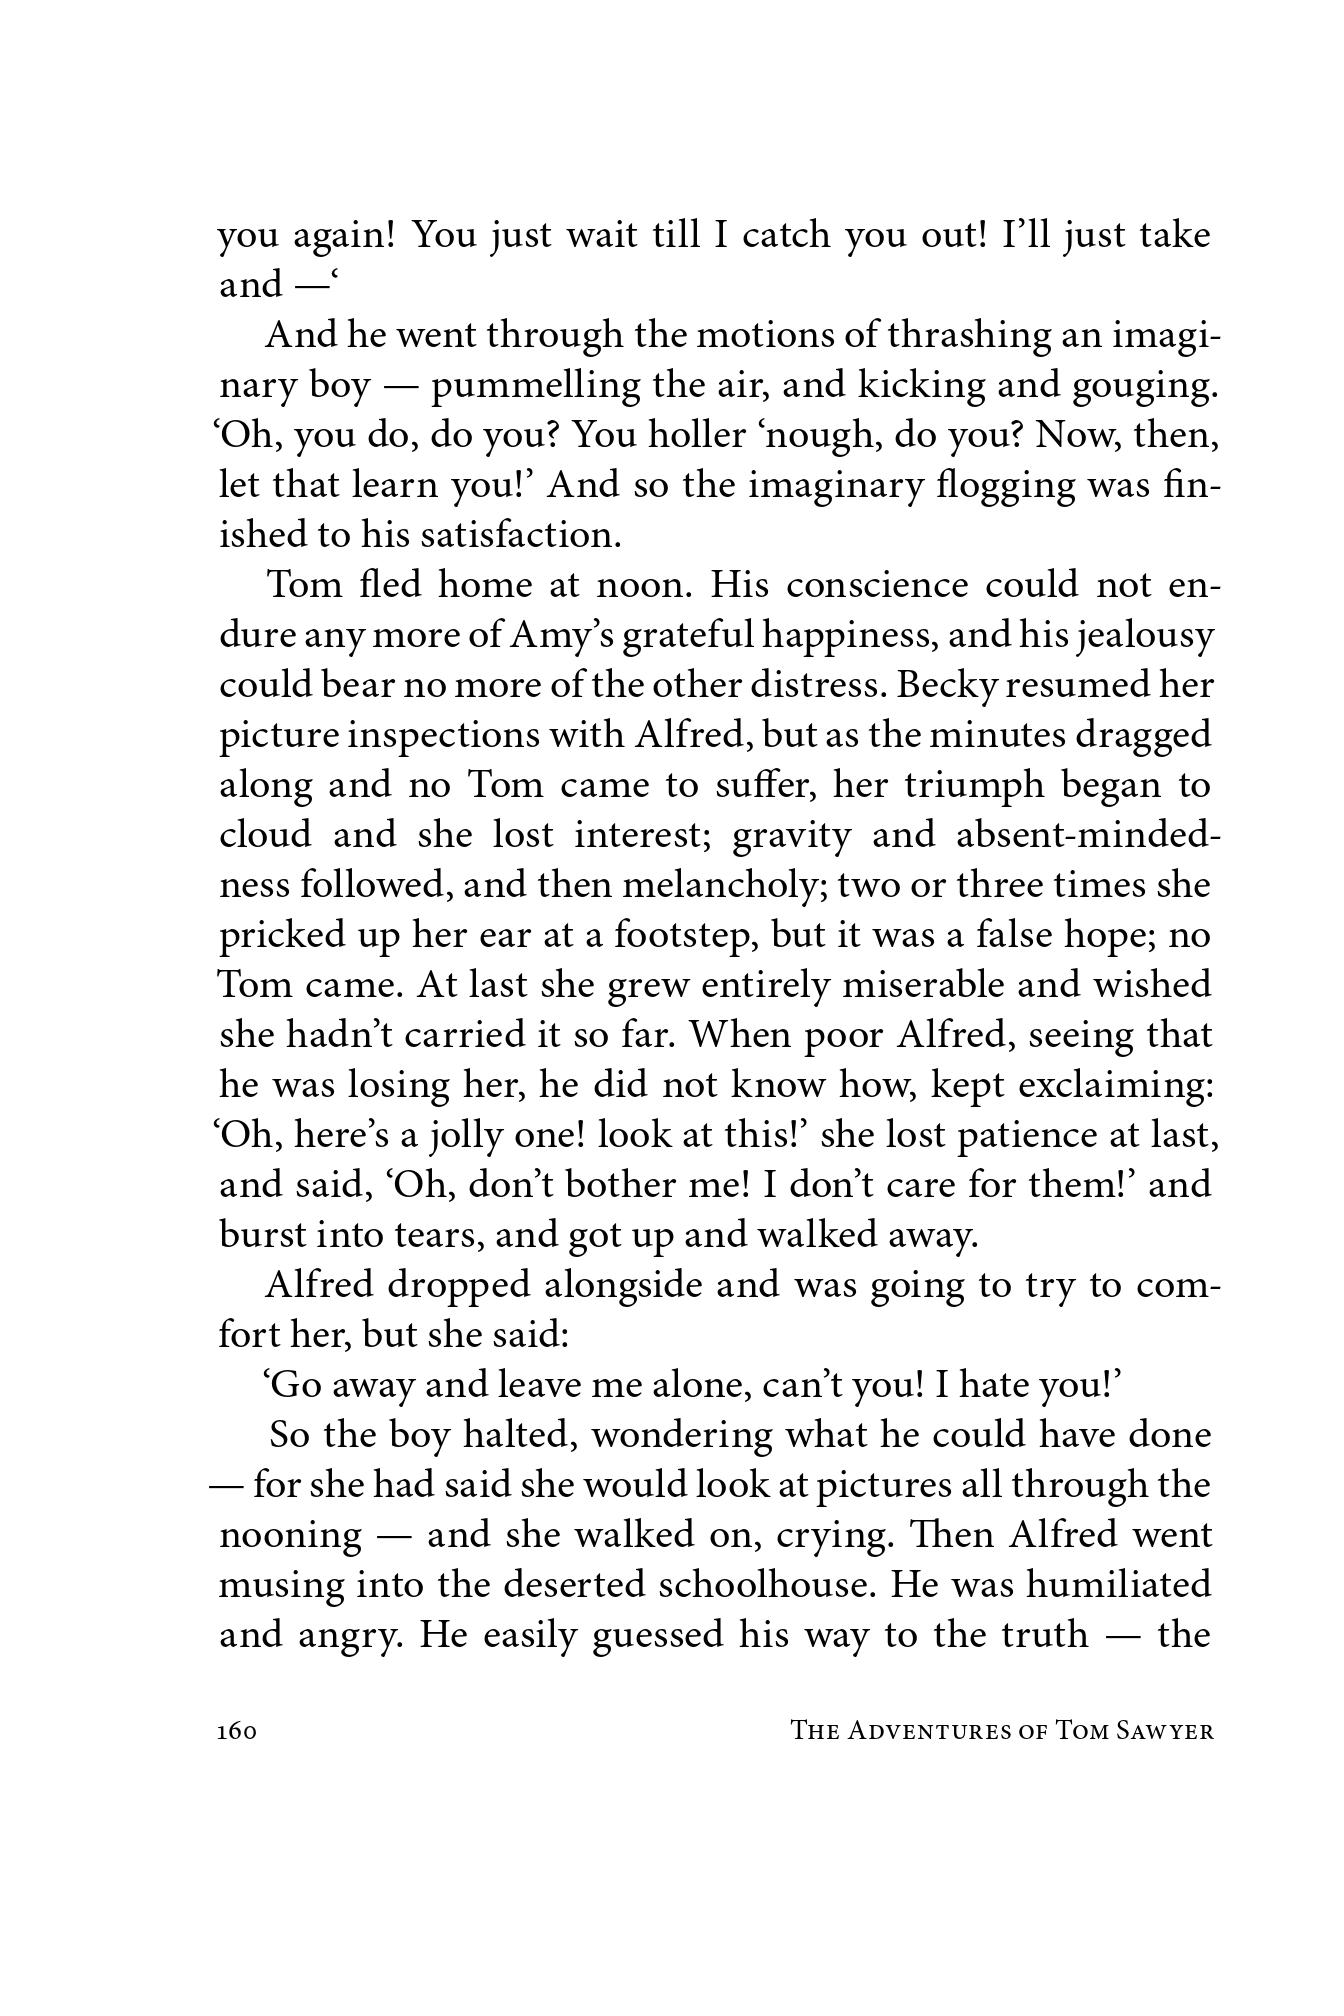 you again! You just wait till I catch you out! I’ll just take
and —‘
And he went through the motions of thrashing an imagi-
nary boy — pummelling the air, and kicking and gouging.
‘Oh, you do, do you? You holler ‘nough, do you? Now, then,
let that learn you!’ And so the imaginary flogging was fin-
ished to his satisfaction.
Tom fled home at noon. His conscience could not en-
dure any more of Amy’s grateful happiness, and his jealousy
could bear no more of the other distress. Becky resumed her
picture inspections with Alfred, but as the minutes dragged
along and no Tom came to suffer, her triumph began to
cloud and she lost interest; gravity and absent-minded-
ness followed, and then melancholy; two or three times she
pricked up her ear at a footstep, but it was a false hope; no
Tom came. At last she grew entirely miserable and wished
she hadn’t carried it so far. When poor Alfred, seeing that
he was losing her, he did not know how, kept exclaiming:
‘Oh, here’s a jolly one! look at this!’ she lost patience at last,
and said, ‘Oh, don’t bother me! I don’t care for them!’ and
burst into tears, and got up and walked away.
Alfred dropped alongside and was going to try to com-
fort her, but she said:
‘Go away and leave me alone, can’t you! I hate you!’
So the boy halted, wondering what he could have done
— for she had said she would look at pictures all through the
nooning — and she walked on, crying. Then Alfred went
musing into the deserted schoolhouse. He was humiliated
and angry. He easily guessed his way to the truth — the
160 The Adventures of Tom Sawyer